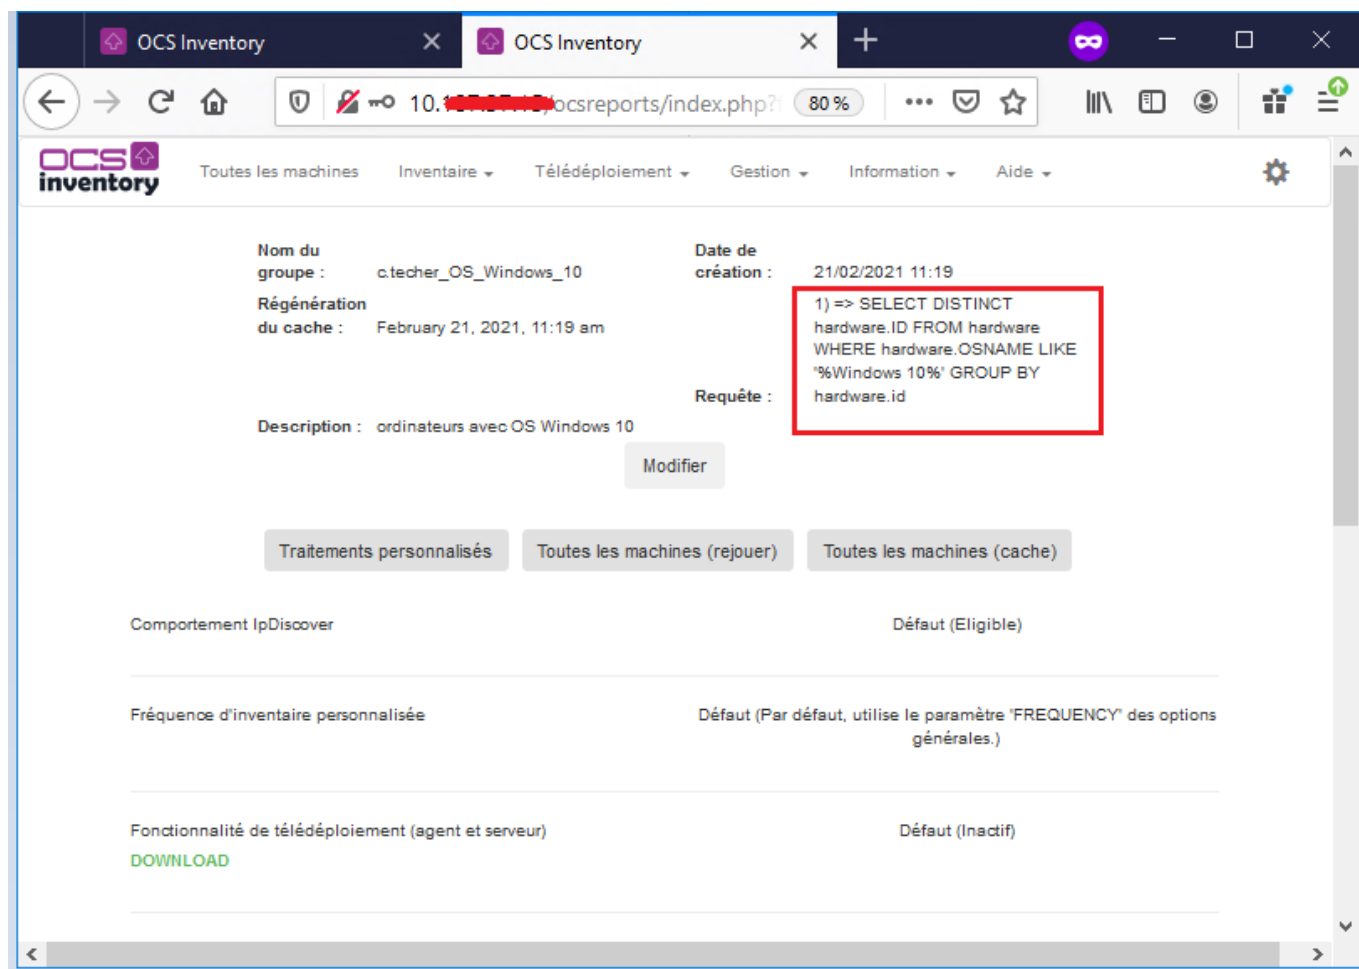 OCS Inventory
OCS Inventory
10. /ocsreports/index.php?
80 %
OCS inventory
Toutes les machines
Inventaire
Télédéploiement
Gestion
Information
Aide
Nom du groupe : c.techer_OS_Windows_10
Date de création : 21/02/2021 11:19
Régénération du cache : February 21, 2021, 11:19 am
Requête :
1) => SELECT DISTINCT
hardware.ID FROM hardware
WHERE hardware.OSNAME LIKE
'%Windows 10%' GROUP BY
hardware.id
Description : ordinateurs avec OS Windows 10
Modifier
Traitements personnalisés
Toutes les machines (rejouer)
Toutes les machines (cache)
Comportement IpDiscover
Défaut (Eligible)
Fréquence d'inventaire personnalisée
Défaut (Par défaut, utilise le paramètre 'FREQUENCY' des options
générales.)
Fonctionnalité de télédéploiement (agent et serveur)
Défaut (Inactif)
DOWNLOAD